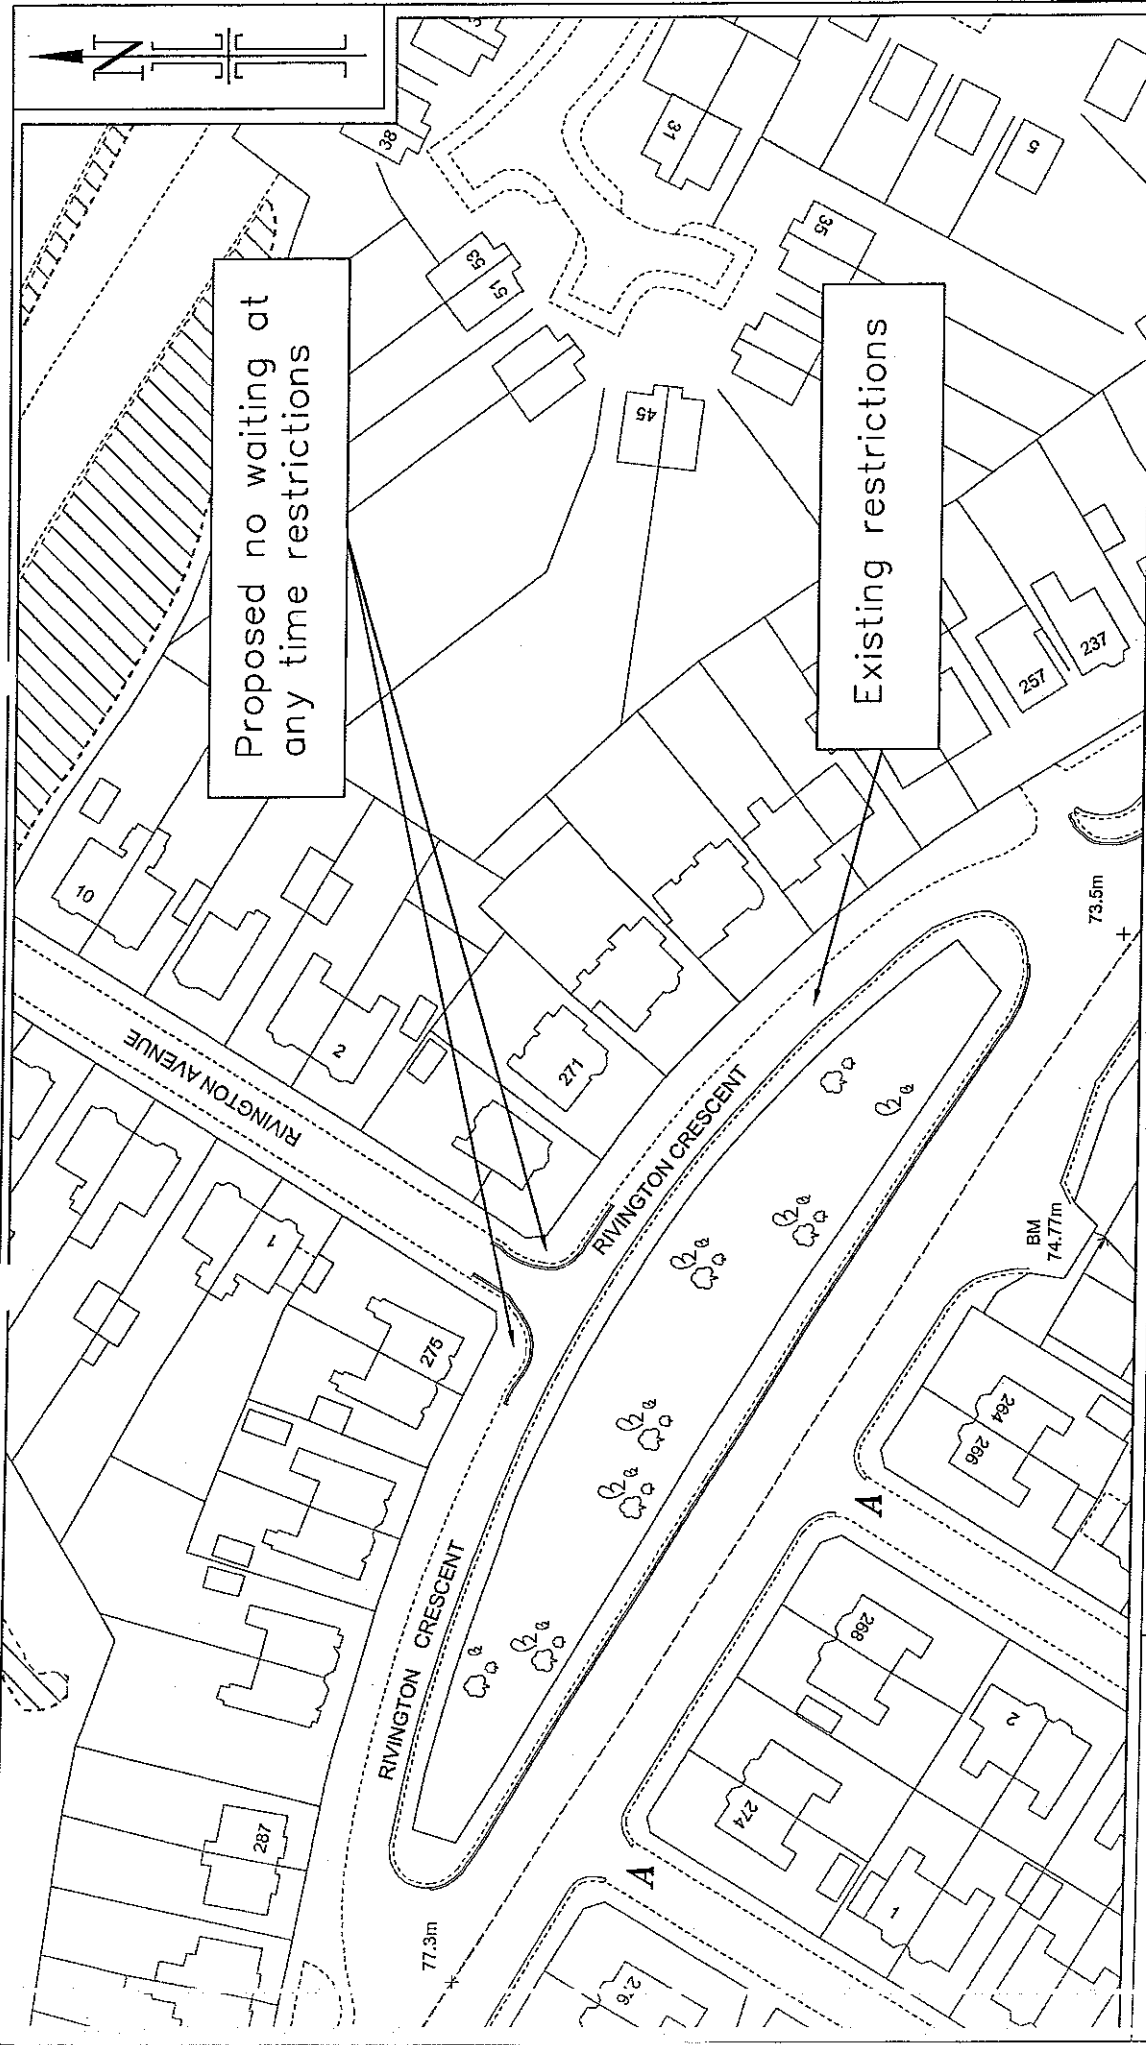 N
Proposed no waiting at
any time restrictions
Existing restrictions
RIVINGTON AVENUE
RIVINGTON CRESCENT
RIVINGTON CRESCENT
38
31
5
53
51
35
45
10
2
271
257
237
1
275
287
73.5m
BM
74.77m
77.3m
264
266
A
268
2
274
1
A
276